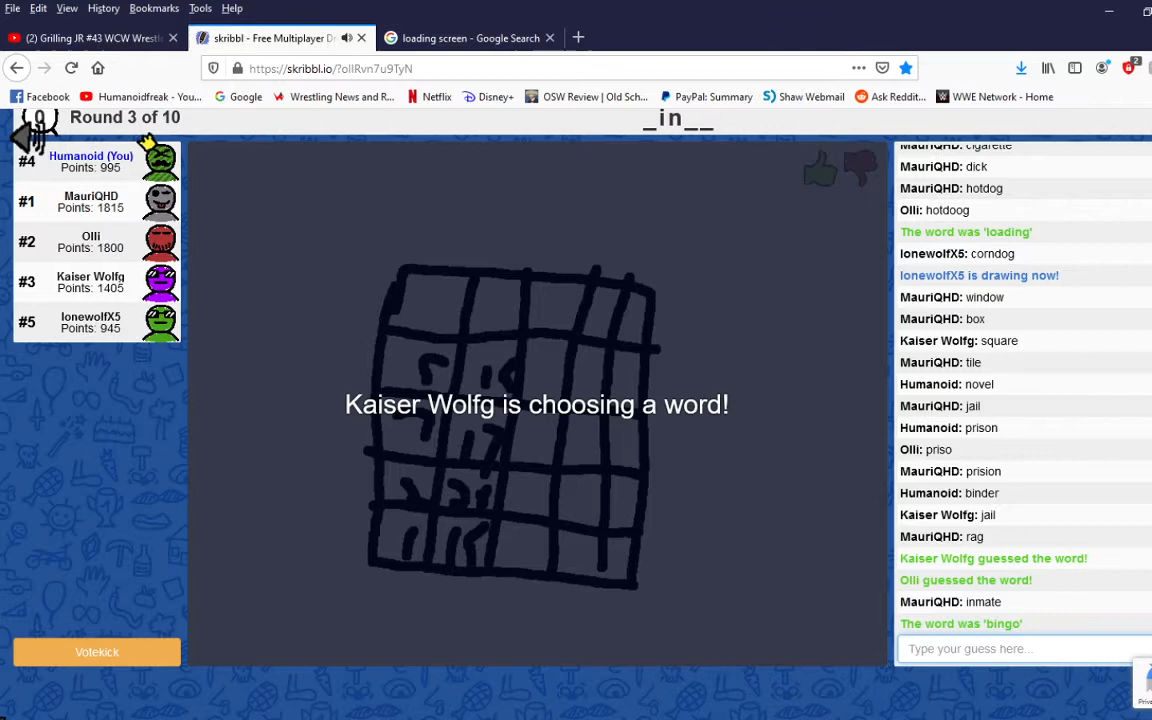 File Edit View History Bookmarks Tools Help
(2) Grilling JR #43 WCW Wrestl
skribbl - Free Multiplayer D
loading screen - Google Search
https://skribbl.io/?olIRvn7u9TyN
Facebook Humanoidfreak - You... Google Wrestling News and R... Netflix Disney+ OSW Review | Old Sch... PayPal: Summary Shaw Webmail Ask Reddit... WWE Network - Home
2
0 Round 3 of 10 _in__
#4 Humanoid (You)
Points: 995
#1 MauriQHD
Points: 1815
#2 Olli
Points: 1800
#3 Kaiser Wolfg
Points: 1405
#5 lonewolfX5
Points: 945
Votekick
Kaiser Wolfg is choosing a word!
MauriQHD: cigarette
MauriQHD: dick
MauriQHD: hotdog
Olli: hotdoog
The word was 'loading'
lonewolfX5: corndog
lonewolfX5 is drawing now!
MauriQHD: window
MauriQHD: box
Kaiser Wolfg: square
MauriQHD: tile
Humanoid: novel
MauriQHD: jail
Humanoid: prison
Olli: priso
MauriQHD: prision
Humanoid: binder
Kaiser Wolfg: jail
MauriQHD: rag
Kaiser Wolfg guessed the word!
Olli guessed the word!
MauriQHD: inmate
The word was 'bingo'
Type your guess here...